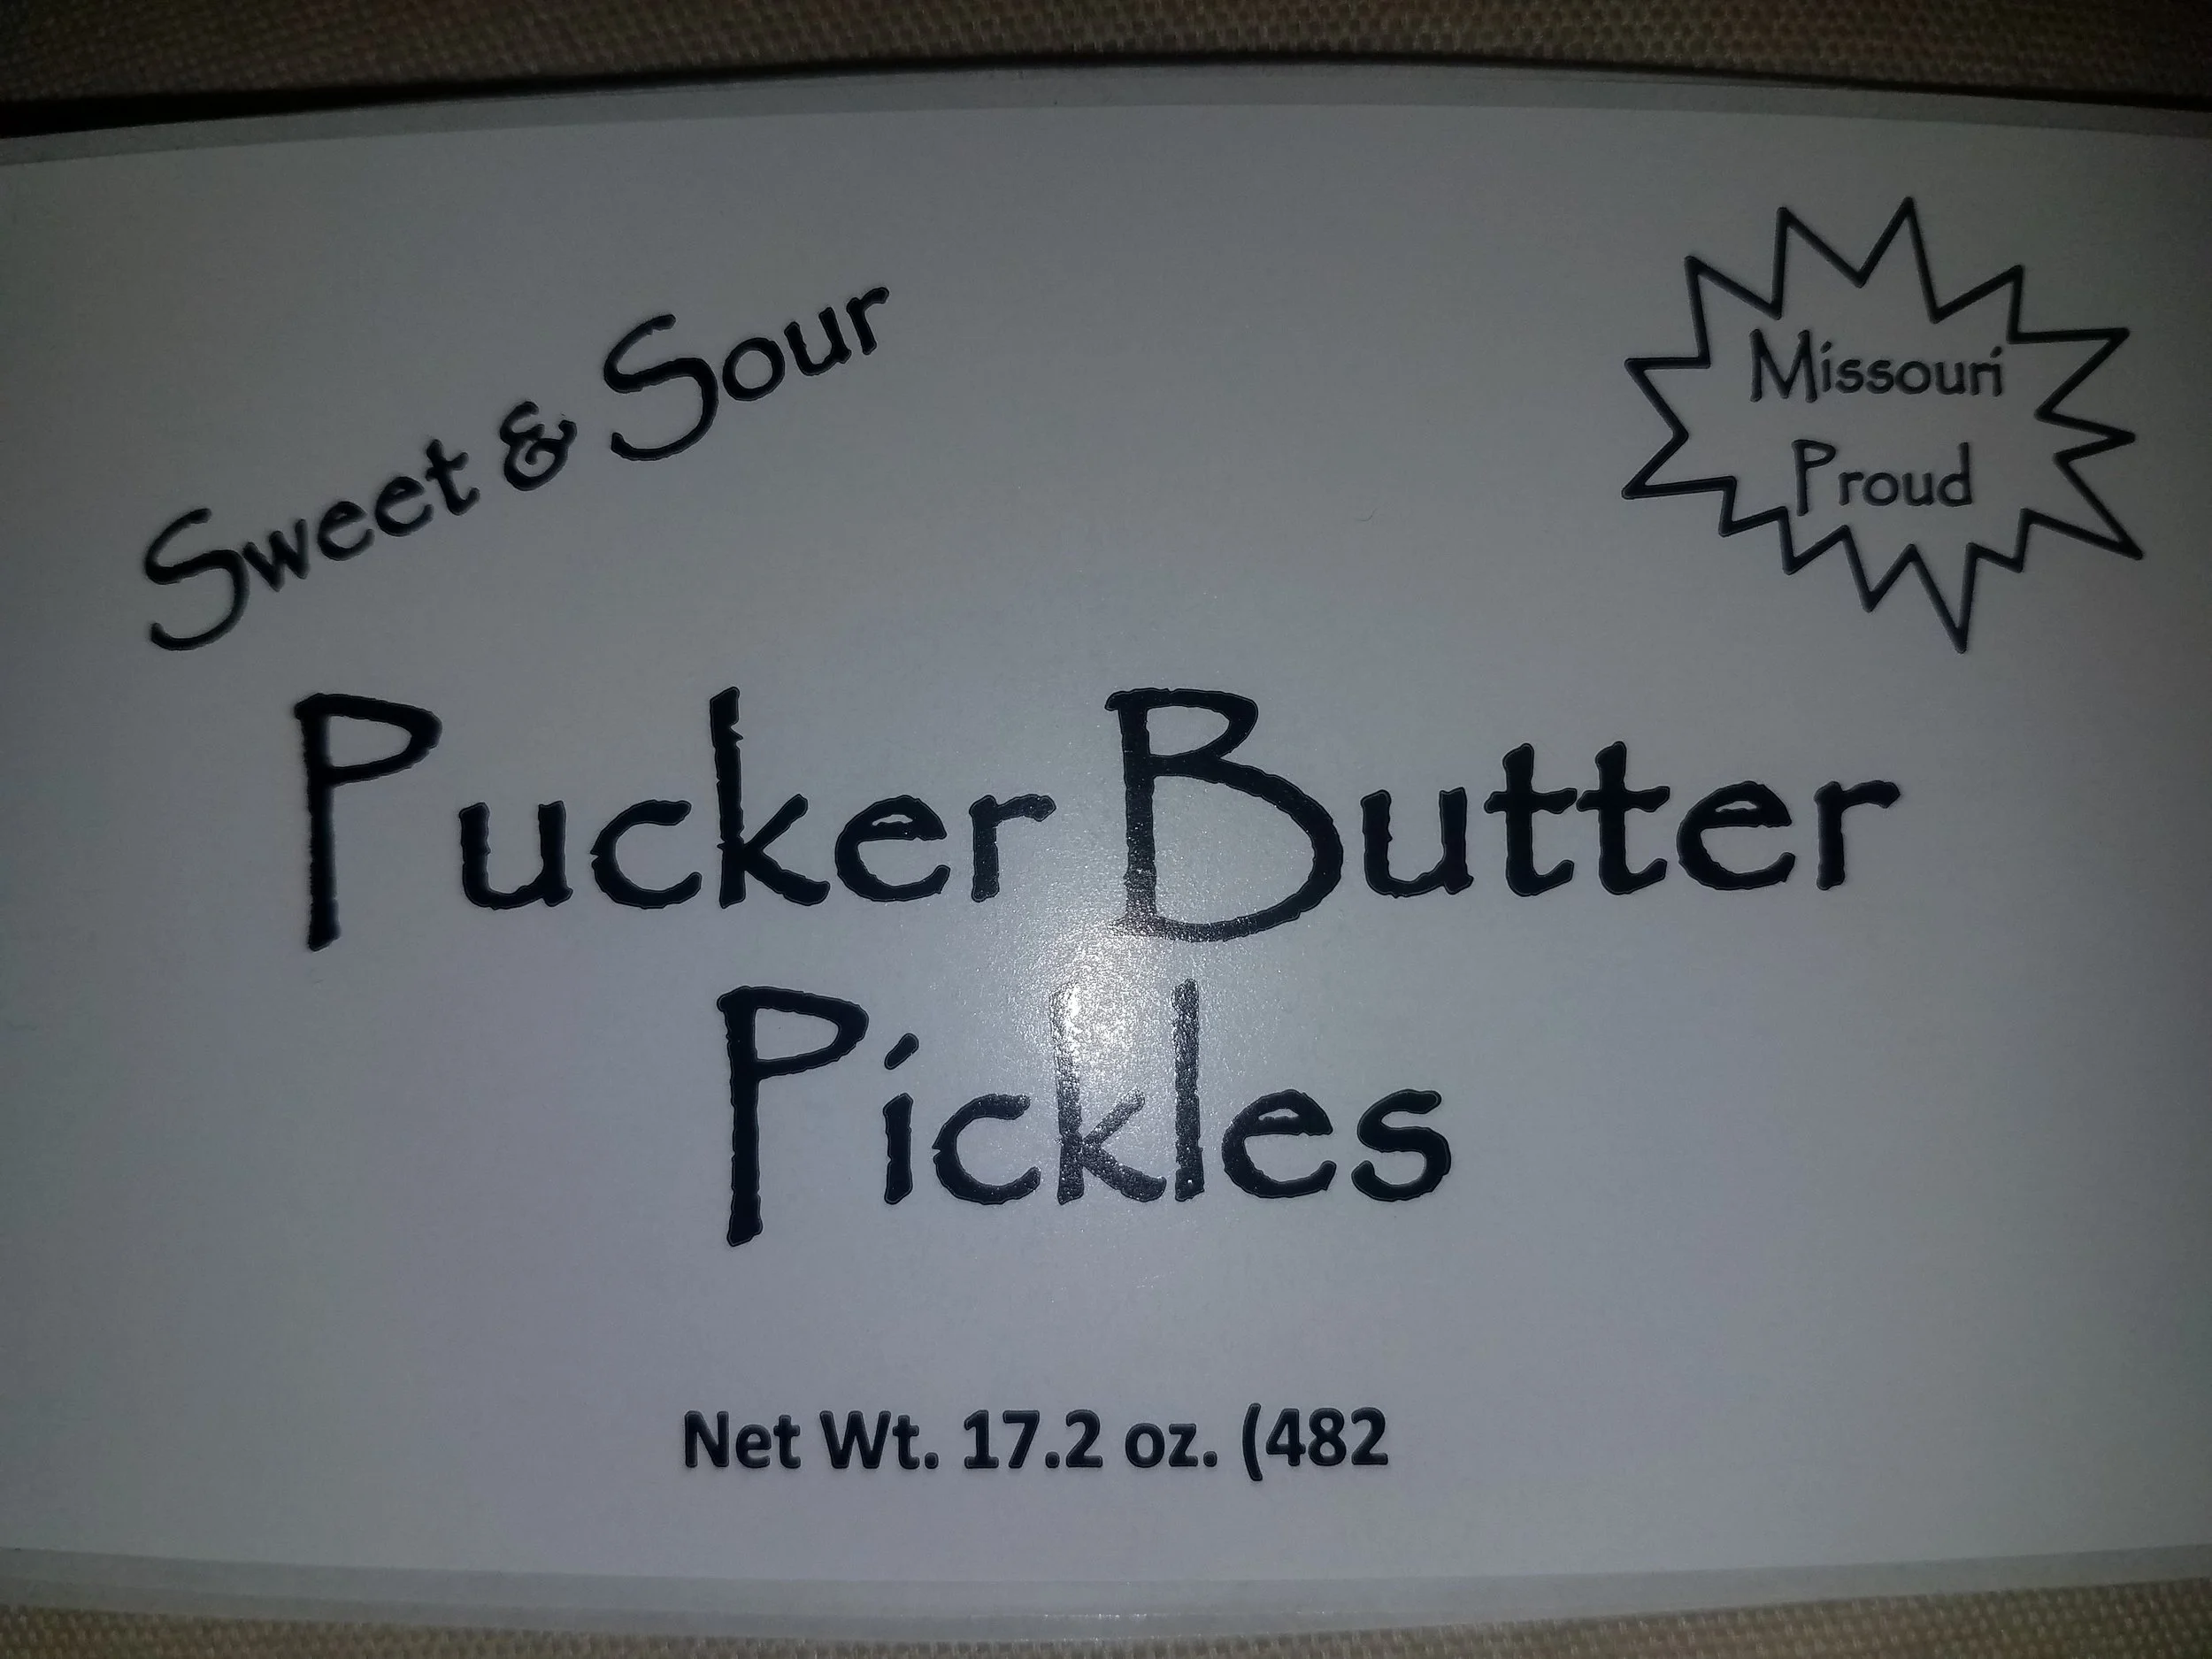 Sweet & Sour
Missouri
Proud
Pucker Butter
Pickles
Net Wt. 17.2 oz. (482